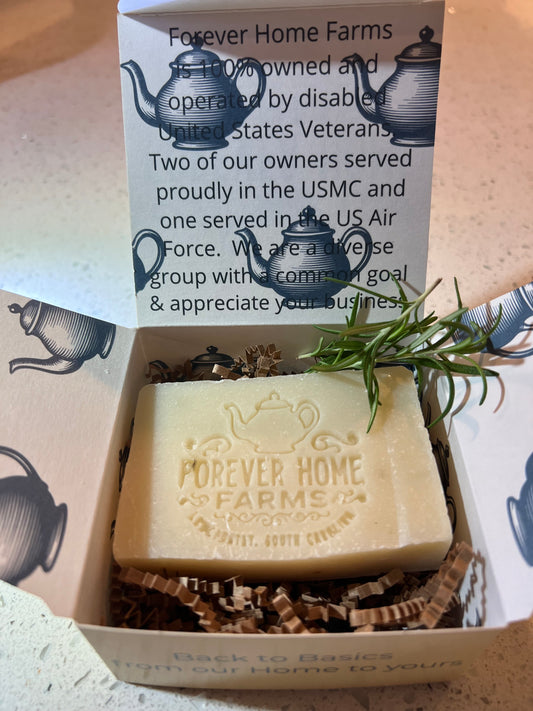 Forever Home Farms
is 100% owned and
operated by disabled
United States Veterans.
Two of our owners served
proudly in the USMC and
one served in the US Air
Force. We are a diverse
group with a common goal
& appreciate your business
FOREVER HOME
FARMS
SOUTH CAROLINA
Back to Basics
from our Home to yours